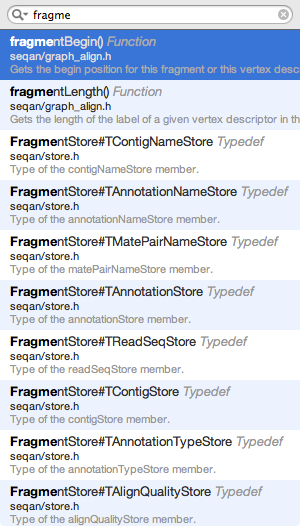 fragme
fragmentBegin() Function
seqan/graph_align.h
Gets the begin position for this fragment or this vertex desc
fragmentLength() Function
seqan/graph_align.h
Gets the length of the label of a given vertex descriptor in th
FragmentStore#TContigNameStore Typedef
seqan/store.h
Type of the contigNameStore member.
FragmentStore#TAnnotationNameStore Typedef
seqan/store.h
Type of the annotationNameStore member.
FragmentStore#TMatePairNameStore Typedef
seqan/store.h
Type of the matePairNameStore member.
FragmentStore#TAnnotationStore Typedef
seqan/store.h
Type of the annotationStore member.
FragmentStore#TReadSeqStore Typedef
seqan/store.h
Type of the readSeqStore member.
FragmentStore#TContigStore Typedef
seqan/store.h
Type of the contigStore member.
FragmentStore#TAnnotationTypeStore Typedef
seqan/store.h
Type of the annotationTypeStore member.
FragmentStore#TAlignQualityStore Typedef
seqan/store.h
Type of the alignQualityStore member.